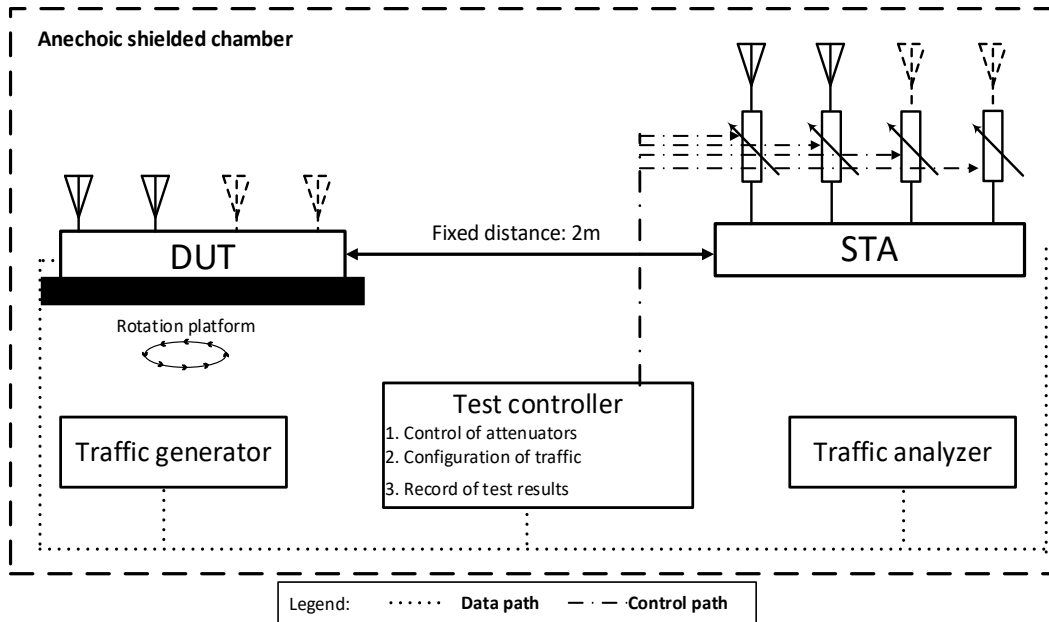 Anechoic shielded chamber
DUT
Fixed distance: 2m
STA
Rotation platform
Traffic generator
Test controller
1. Control of attenuators
2. Configuration of traffic
3. Record of test results
Traffic analyzer
Legend: Data path Control path